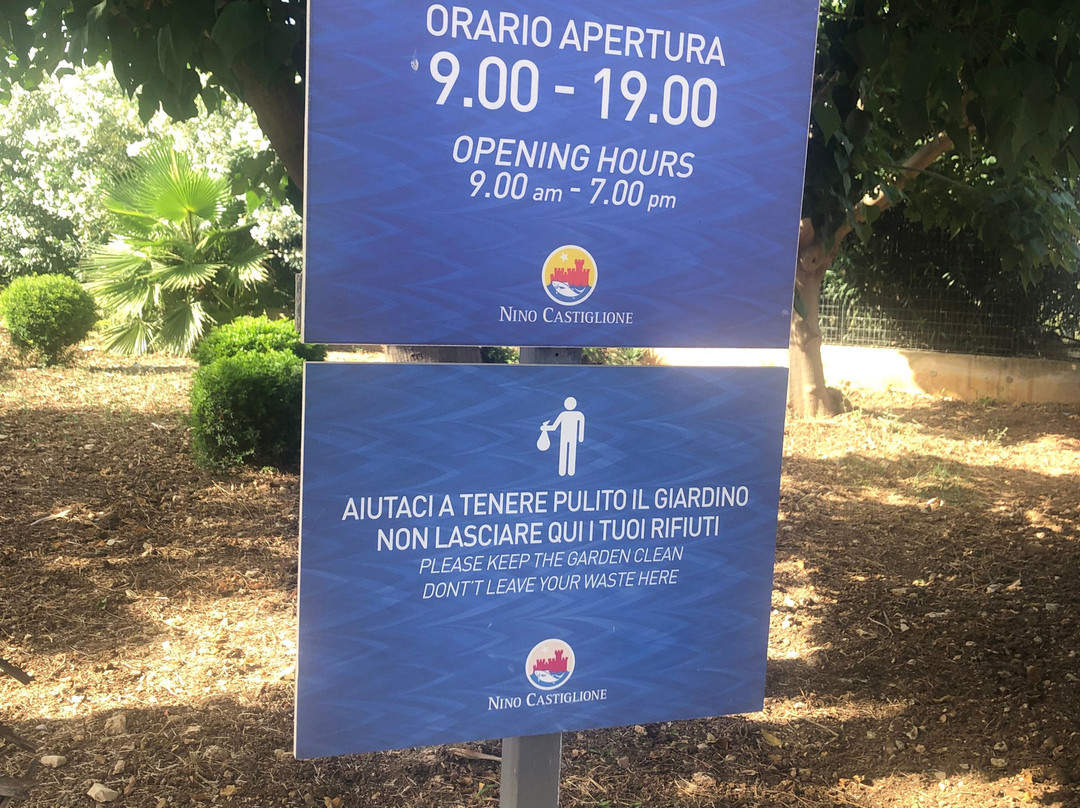 ORARIO APERTURA
9.00 - 19.00
OPENING HOURS
9.00 am - 7.00 pm
NINO CASTIGLIONE
AIUTACI A TENERE PULITO IL GIARDINO
NON LASCIARE QUI I TUOI RIFIUTI
PLEASE KEEP THE GARDEN CLEAN
DONT'T LEAVE YOUR WASTE HERE
NINO CASTIGLIONE